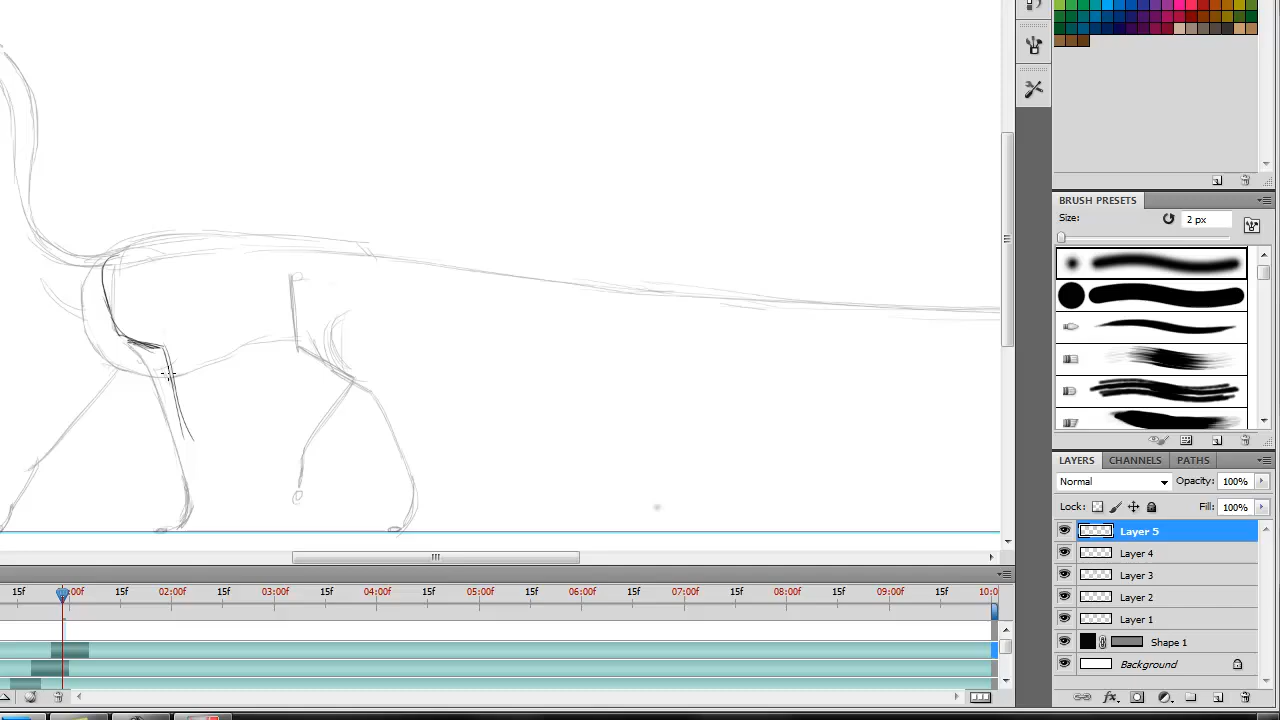 BRUSH PRESETS
Size: 2 px
LAYERS CHANNELS PATHS
Normal Opacity: 100%
Lock: Fill: 100%
Layer 5
Layer 4
Layer 3
Layer 2
Layer 1
Shape 1
Background
15f :00f 15f 02:00f 15f 03:00f 15f 04:00f 15f 05:00f 15f 06:00f 15f 07:00f 15f 08:00f 15f 09:00f 15f 10:0